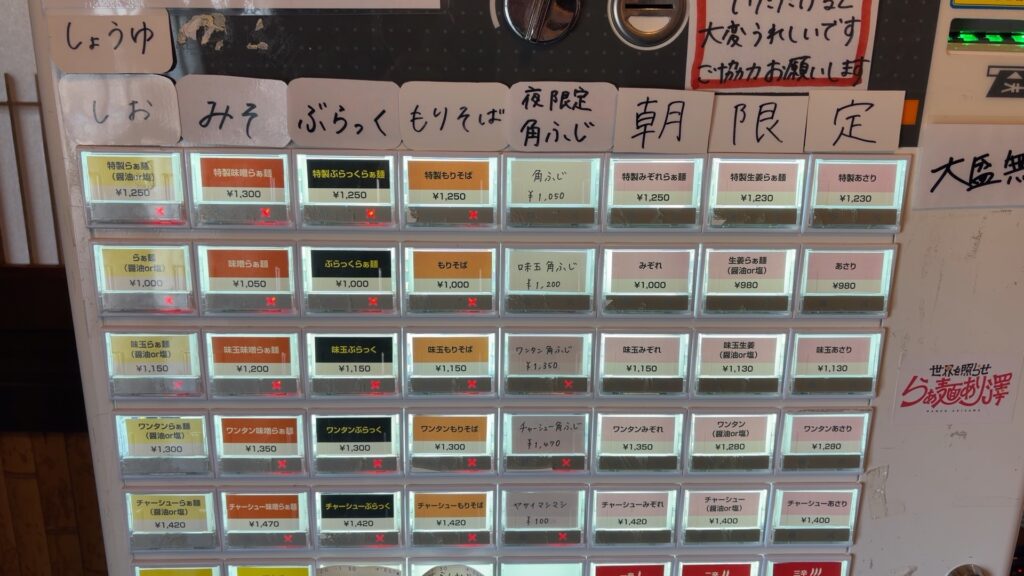 しょうゆ
大変うれしいです
ご協力お願いします
しお
みそ
ぶらっく
もりそば
夜限定
角ふじ
朝
限
定
大盛無
特製らぁ麺
(醤油or塩)
¥1,250
特製味噌らぁ麺
¥1,300
特製ぶらっくらぁ麺
¥1,250
特製もりそば
¥1,250
角ふじ
¥1,050
特製みぞれらぁ麺
¥1,250
特製生姜らぁ麺
¥1,230
特製あさり
¥1,230
らぁ麺
(醤油or塩)
¥1,000
味噌らぁ麺
¥1,050
ぶらっくらぁ麺
¥1,000
もりそば
¥1,000
味玉角ふじ
¥1,200
みぞれ
¥1,000
生姜らぁ麺
(醤油or塩)
¥980
あさり
¥980
味玉らぁ麺
(醤油or塩)
¥1,150
味玉味噌らぁ麺
¥1,200
味玉ぶらっく
¥1,150
味玉もりそば
¥1,150
ワンタン角ふじ
¥1,350
味玉みぞれ
¥1,150
味玉生姜
(醤油or塩)
¥1,130
味玉あさり
¥1,130
世界を照らせ
らぁ麺あり澤
ワンタンらぁ麺
(醤油or塩)
¥1,300
ワンタン味噌らぁ麺
¥1,350
ワンタンぶらっく
¥1,300
ワンタンもりそば
¥1,300
チャーシュー角ふじ
¥1,470
ワンタンみぞれ
¥1,350
ワンタン
(醤油or塩)
¥1,280
ワンタンあさり
¥1,280
チャーシューらぁ麺
(醤油or塩)
¥1,420
チャーシュー味噌らぁ麺
¥1,470
チャーシューぶらっく
¥1,420
チャーシューもりそば
¥1,420
ヤサイマシマシ
¥100
チャーシューみぞれ
¥1,420
チャーシュー
(醤油or塩)
¥1,400
チャーシューあさり
¥1,400